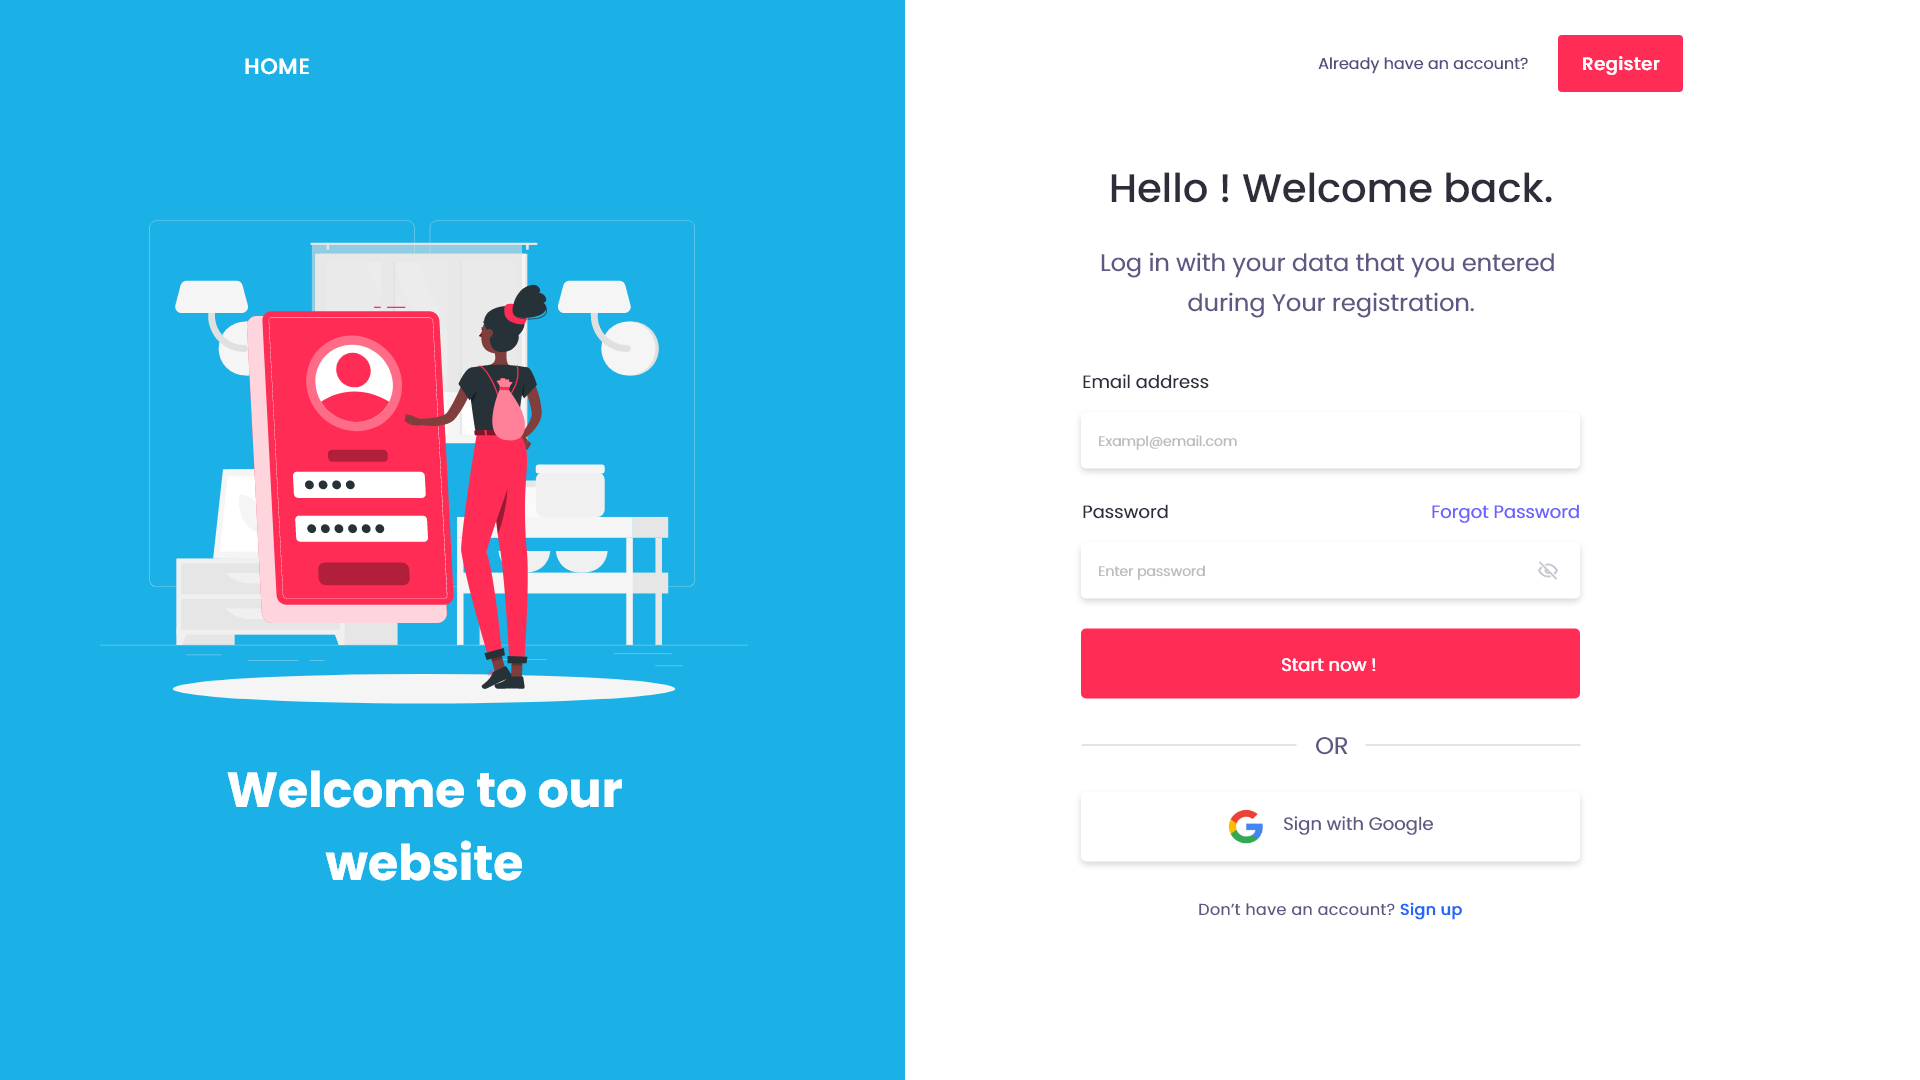 HOME
Already have an account?
Register
Hello ! Welcome back.
Log in with your data that you entered
during Your registration.
Email address
Exampl@email.com
Password
Forgot Password
Enter password
Start now !
OR
Sign with Google
Don’t have an account? Sign up
Welcome to our
website